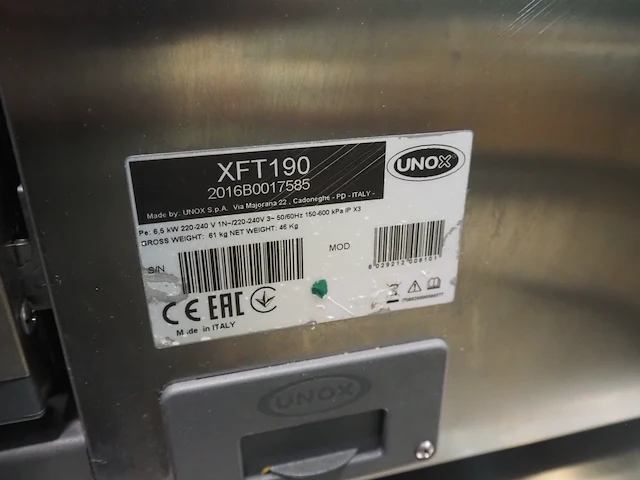 XFT190
2016B0017585
UNOX
Made by: UNOX S.p.A. Via Majorana 22 , Cadoneghe - PD - ITALY -
Pe: 6,5 kW 220-240 V 1N~/220-240V 3~ 50/60Hz 150-600 kPa IP X3
GROSS WEIGHT: 61 kg NET WEIGHT: 46 Kg
S/N
MOD
8029212008101
CE EAC
Made in ITALY
UNOX